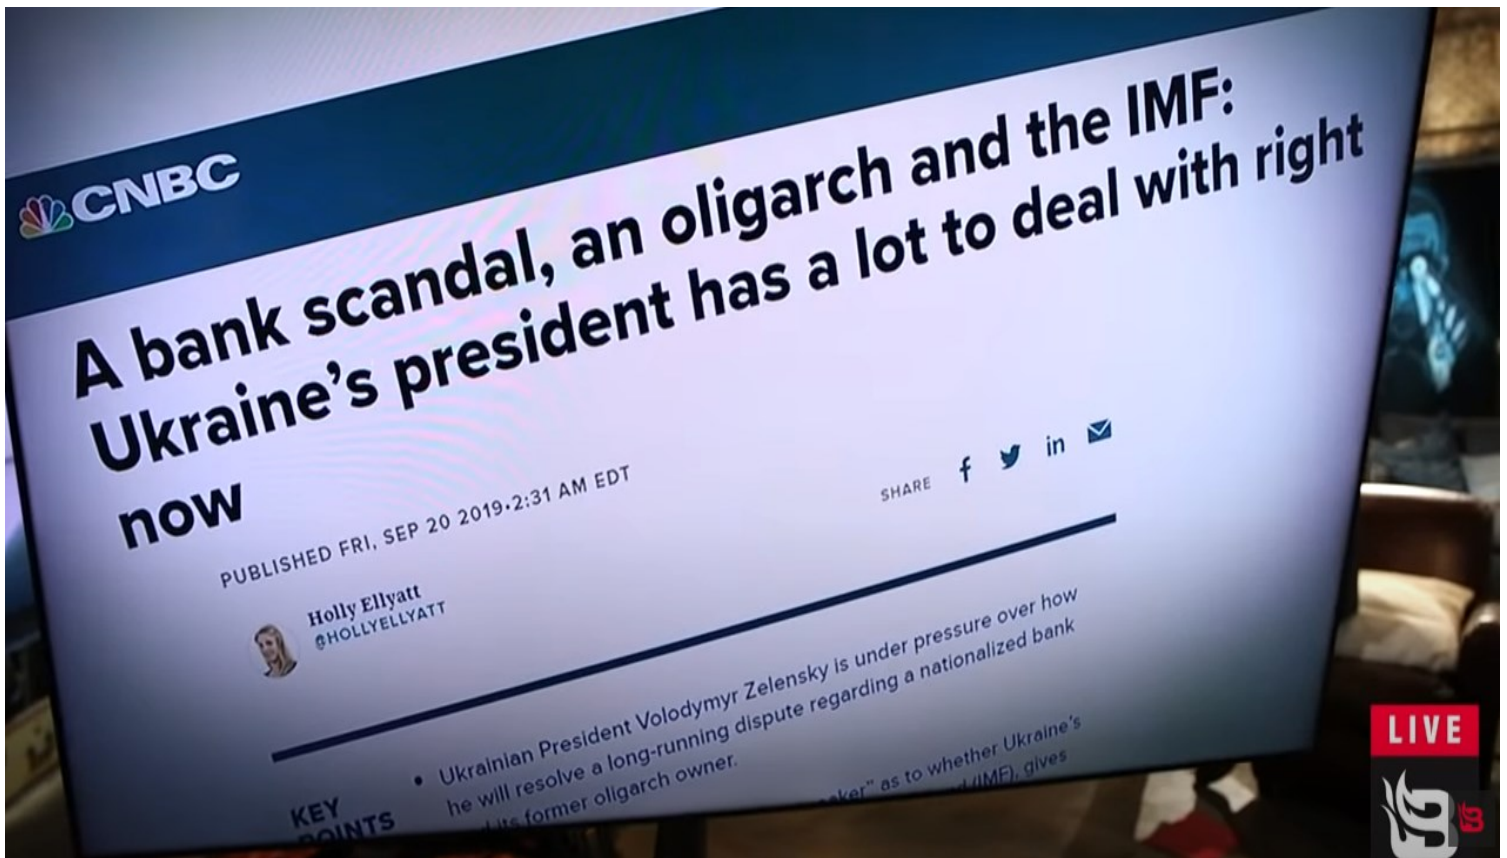 CNBC
A bank scandal, an oligarch and the IMF:
Ukraine's president has a lot to deal with right
now
PUBLISHED FRI, SEP 20 2019•2:31 AM EDT
Holly Ellyatt
@HOLLYELLYATT
SHARE
f
in
KEY
POINTS
• Ukrainian President Volodymyr Zelensky is under pressure over how
he will resolve a long-running dispute regarding a nationalized bank
its former oligarch owner.
as to whether Ukraine's
(IMF), gives
LIVE
B